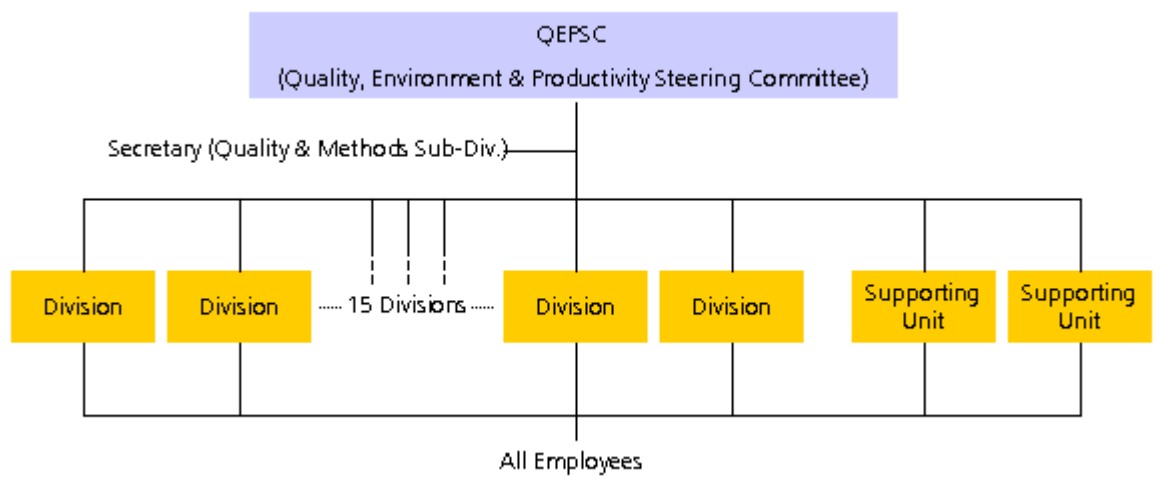 QEPSC
(Quality, Environment & Productivity Steering Committee)
Secretary (Quality & Methods Sub-Div.)
Division
Division
15 Divisions
Division
Division
Supporting
Unit
Supporting
Unit
All Employees